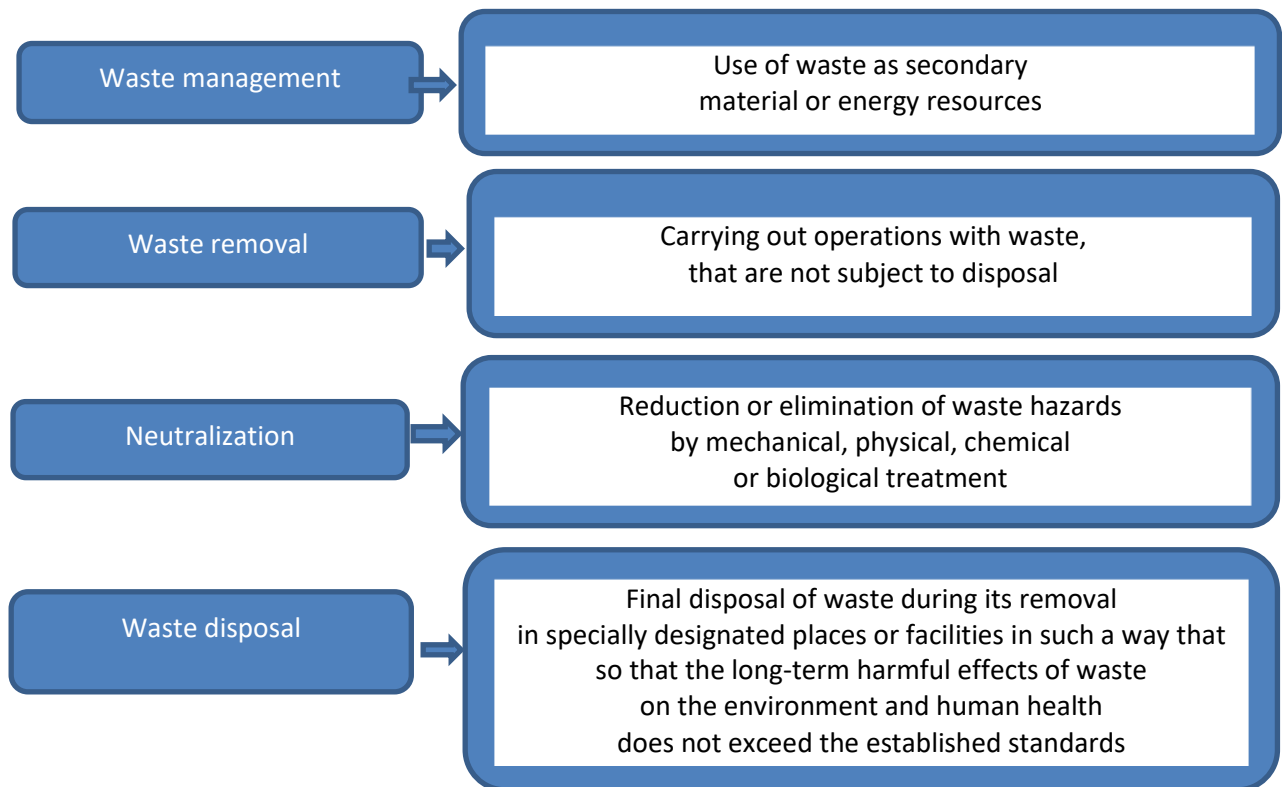 Waste management
Use of waste as secondary
material or energy resources
Waste removal
Carrying out operations with waste,
that are not subject to disposal
Neutralization
Reduction or elimination of waste hazards
by mechanical, physical, chemical
or biological treatment
Waste disposal
Final disposal of waste during its removal
in specially designated places or facilities in such a way that
so that the long-term harmful effects of waste
on the environment and human health
does not exceed the established standards